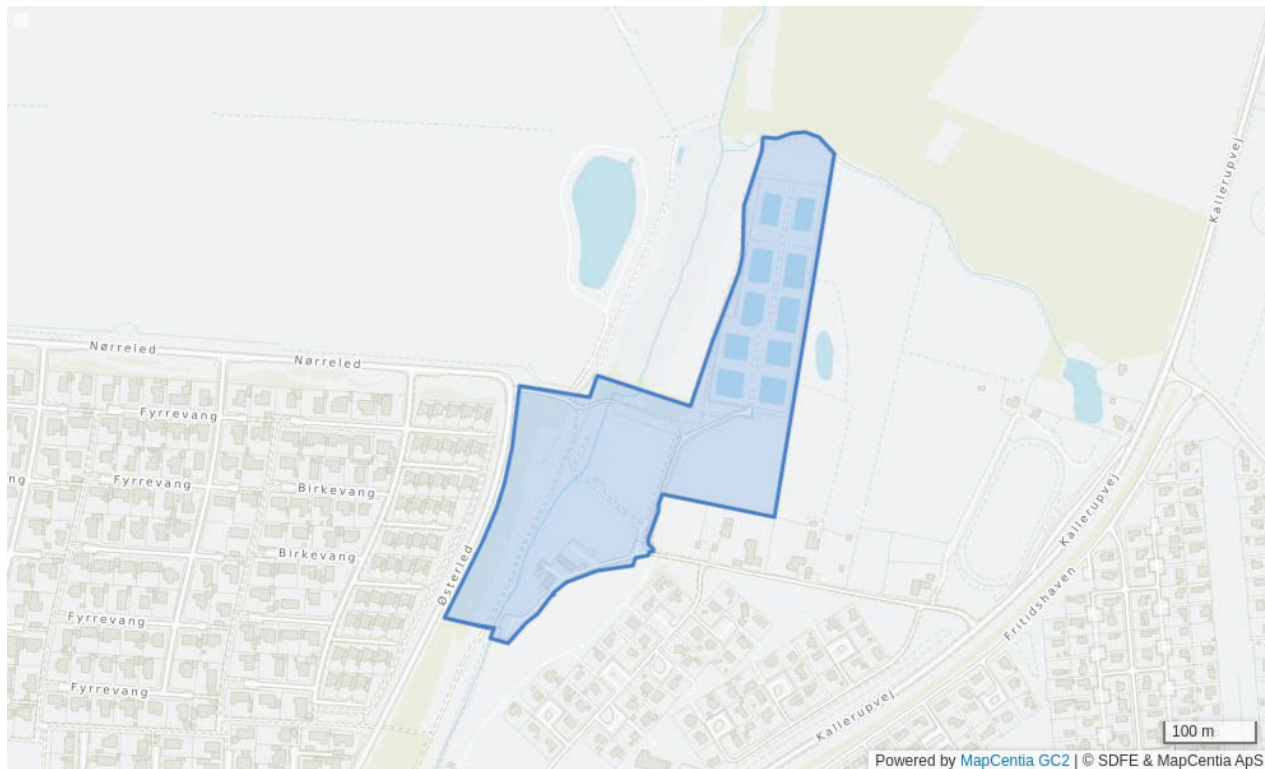 Kallerupvej
Nørreled
Nørreled
Fyrrevang
Fyrrevang
ng
Birkevang
Birkevang
Østerled
Kallerupvej
Fritidshaven
Fyrrevang
Fyrrevang
Kallerupvej
100 m
Powered by MapCentia GC2 | © SDFE & MapCentia ApS